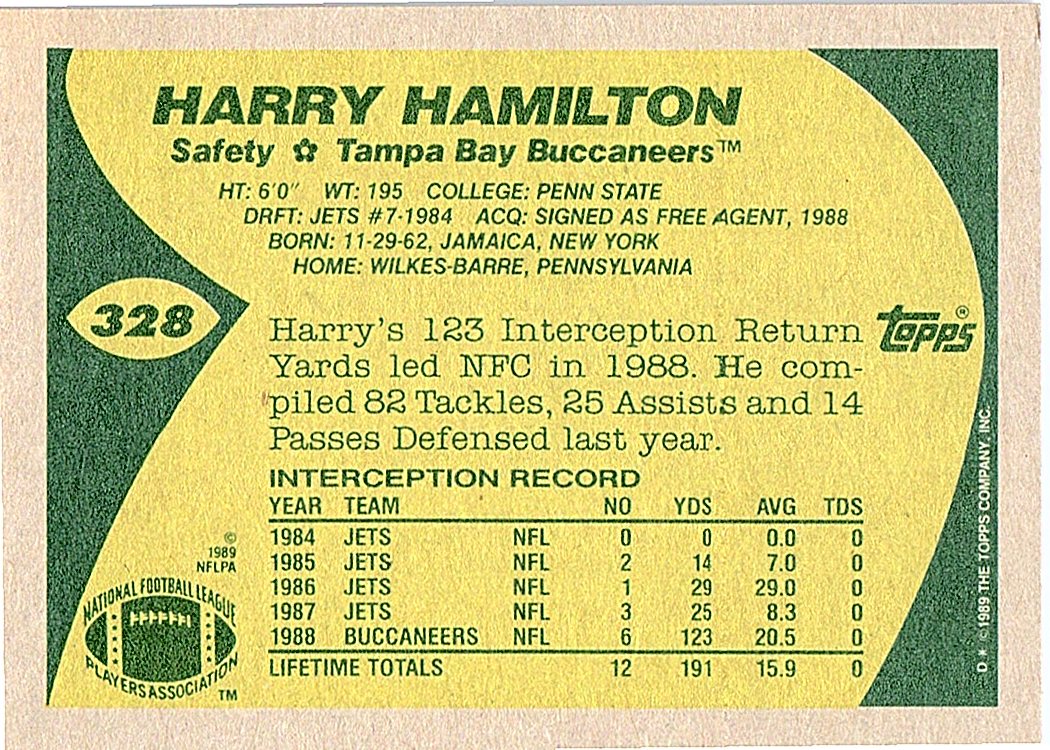 HARRY HAMILTON
Safety ✿ Tampa Bay Buccaneers™
HT: 6'0" WT: 195 COLLEGE: PENN STATE
DRFT: JETS #7-1984 ACQ: SIGNED AS FREE AGENT, 1988
BORN: 11-29-62, JAMAICA, NEW YORK
HOME: WILKES-BARRE, PENNSYLVANIA
328
topps®
Harry's 123 Interception Return
Yards led NFC in 1988. He com-
piled 82 Tackles, 25 Assists and 14
Passes Defensed last year.
INTERCEPTION RECORD
YEAR TEAM NO YDS AVG TDS
1984 JETS NFL 0 0 0.0 0
1985 JETS NFL 2 14 7.0 0
1986 JETS NFL 1 29 29.0 0
1987 JETS NFL 3 25 8.3 0
1988 BUCCANEERS NFL 6 123 20.5 0
LIFETIME TOTALS 12 191 15.9 0
©
1989
NFLPA
NATIONAL FOOTBALL LEAGUE
PLAYERS ASSOCIATION
TM
D * ©1989 THE TOPPS COMPANY, INC.